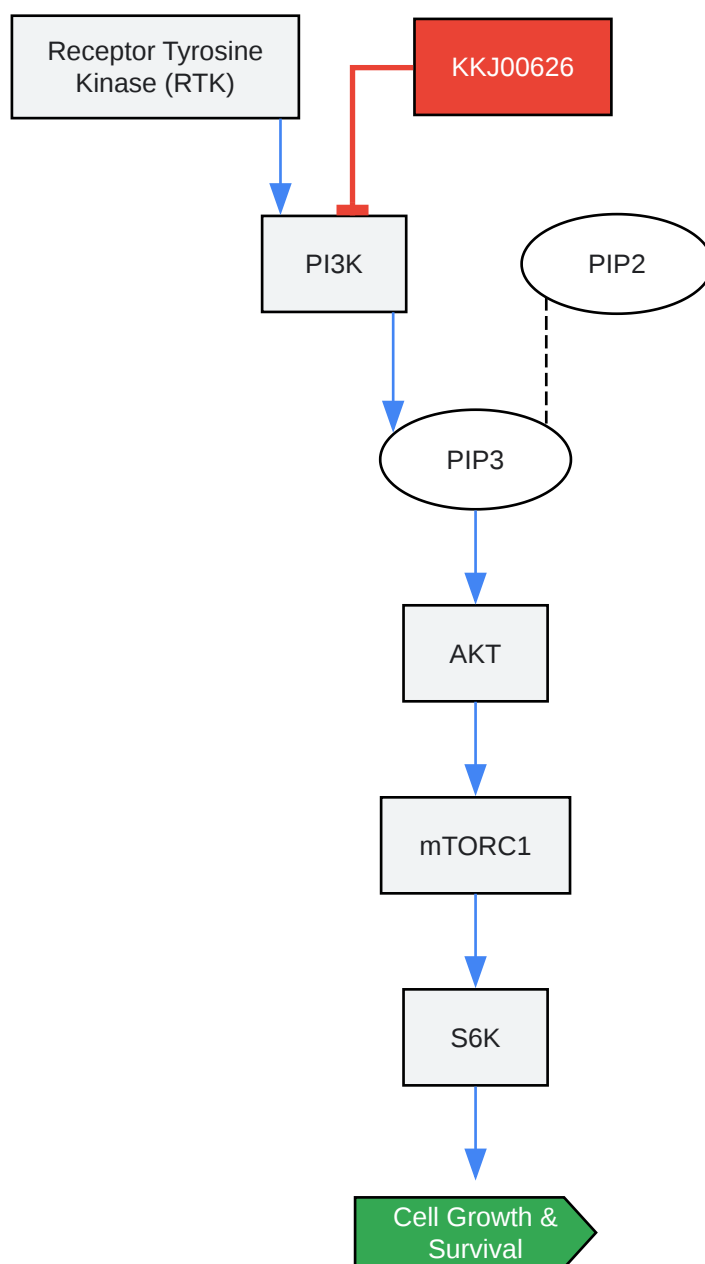 Receptor Tyrosine
Kinase (RTK)
KKJ00626
PI3K
PIP2
PIP3
AKT
mTORC1
S6K
Cell Growth &
Survival